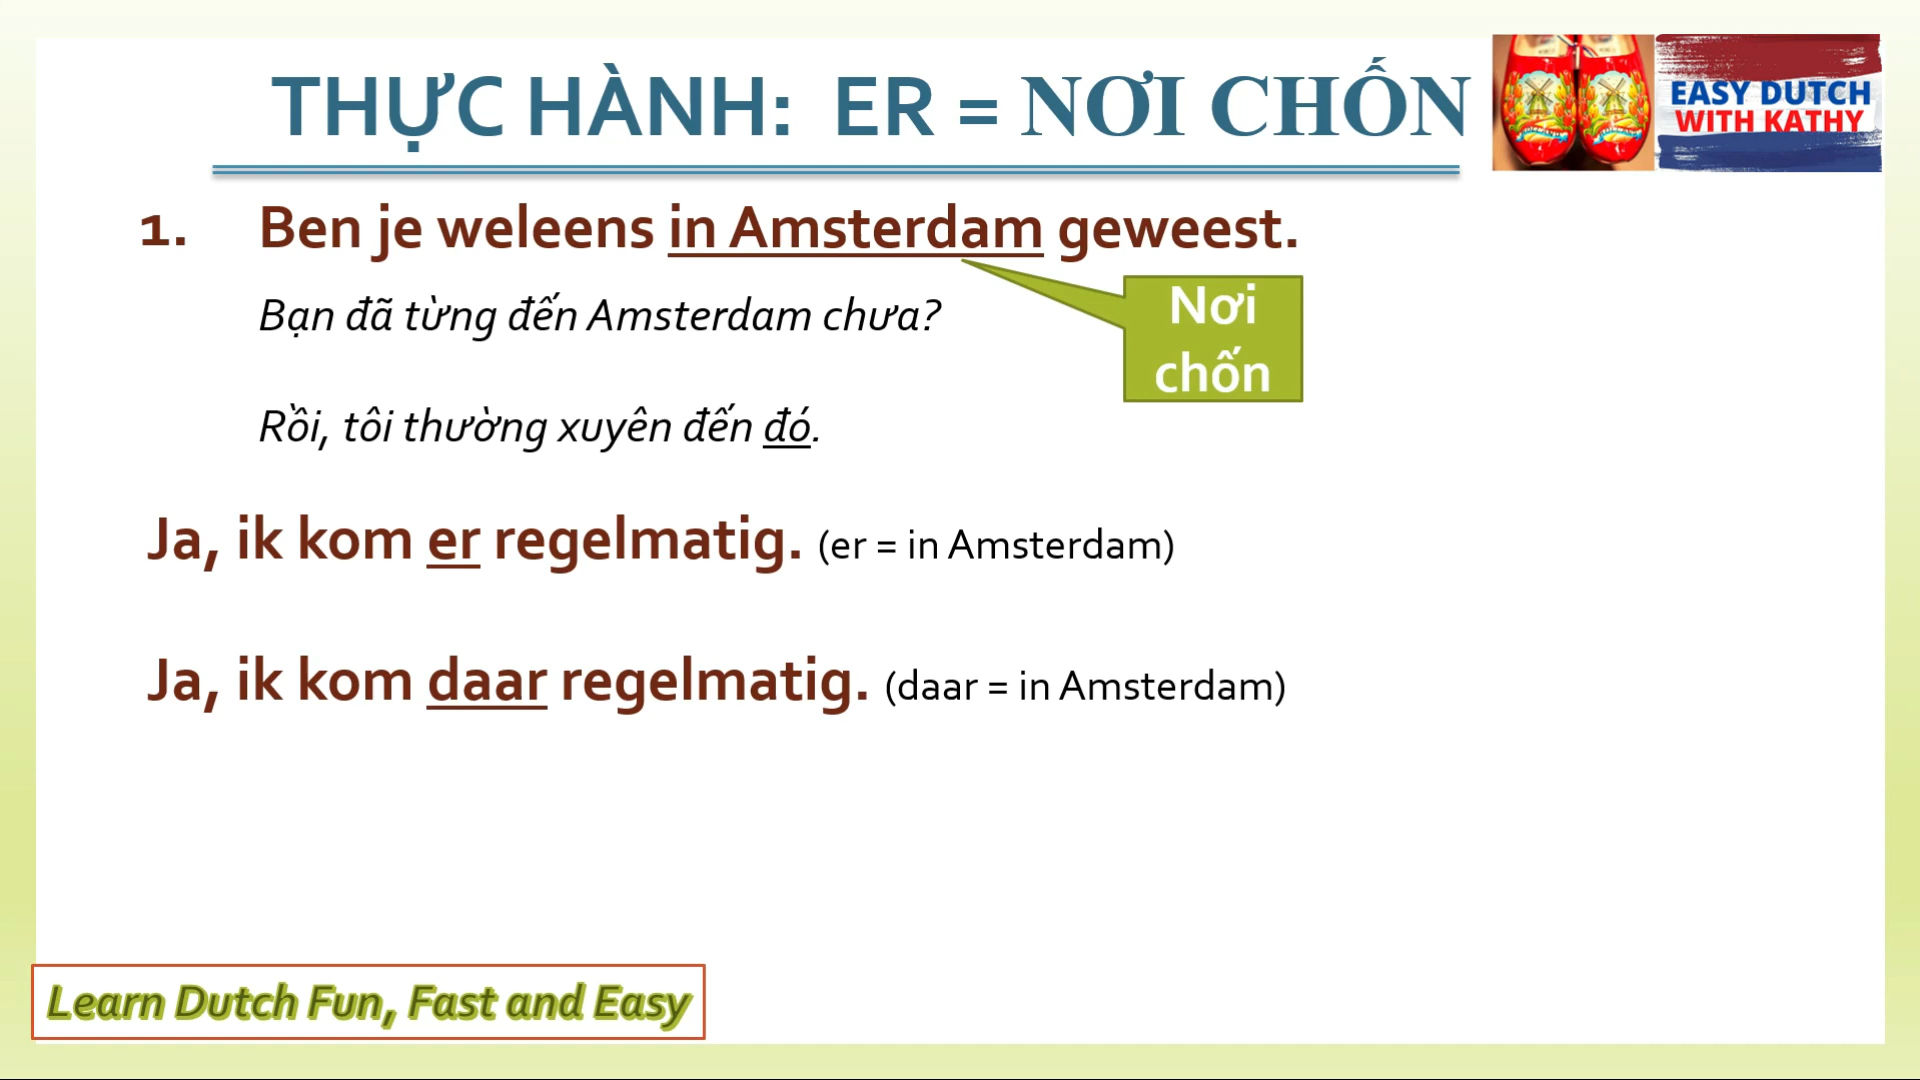 THỰC HÀNH: ER = NƠI CHỐN
EASY DUTCH
WITH KATHY
1. Ben je weleens in Amsterdam geweest.
Nơi
chốn
Bạn đã từng đến Amsterdam chưa?
Rồi, tôi thường xuyên đến đó.
Ja, ik kom er regelmatig. (er = in Amsterdam)
Ja, ik kom daar regelmatig. (daar = in Amsterdam)
Learn Dutch Fun, Fast and Easy